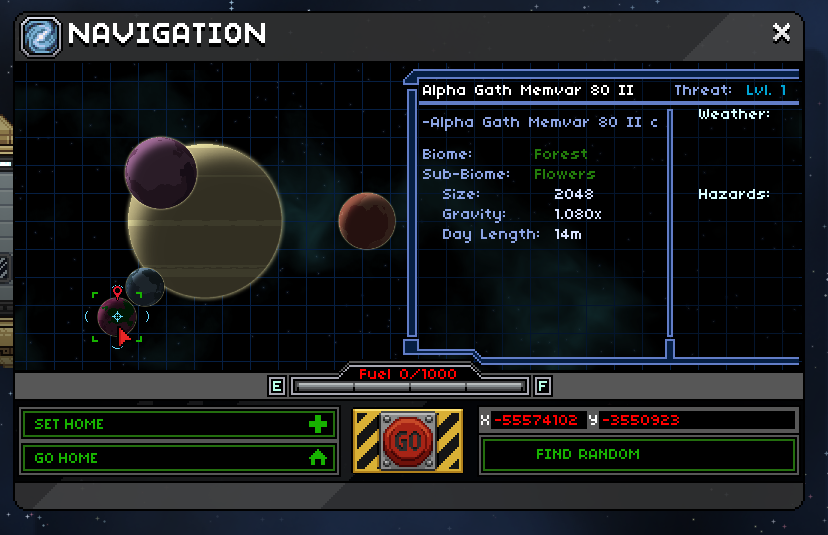 NAVIGATION
Alpha Gath Memvar 80 II Threat: Lvl. 1
-Alpha Gath Memvar 80 II c
Weather:
Biome: Forest
Sub-Biome: Flowers
Size: 2048
Gravity: 1.080x
Day Length: 14m
Hazards:
Fuel 0/1000
E F
SET HOME
GO HOME
GO
X -55574102 Y -3550923
FIND RANDOM